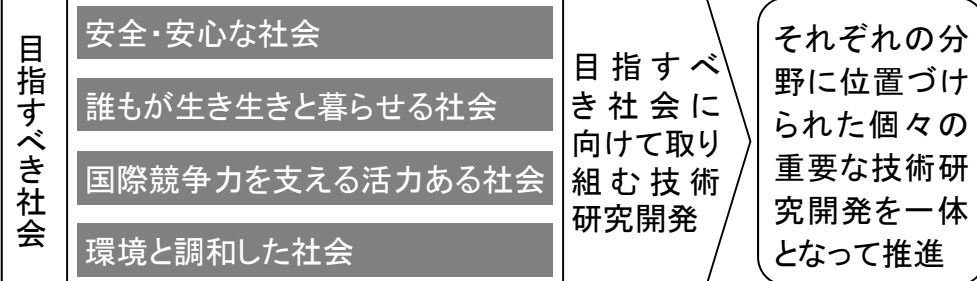 目指すべき社会
安全・安心な社会
誰もが生き生きと暮らせる社会
国際競争力を支える活力ある社会
環境と調和した社会
目指すべ
き社会に
向けて取り
組む技術
研究開発
それぞれの分
野に位置づけ
られた個々の
重要な技術研
究開発を一体
となって推進